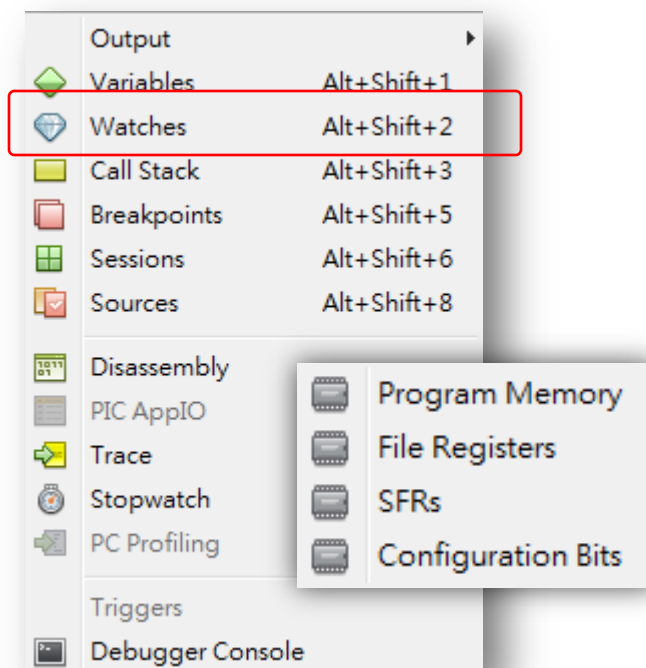 Output
Variables Alt+Shift+1
Watches Alt+Shift+2
Call Stack Alt+Shift+3
Breakpoints Alt+Shift+5
Sessions Alt+Shift+6
Sources Alt+Shift+8
Disassembly
PIC AppIO
Trace
Stopwatch
PC Profiling
Triggers
Debugger Console
Program Memory
File Registers
SFRs
Configuration Bits